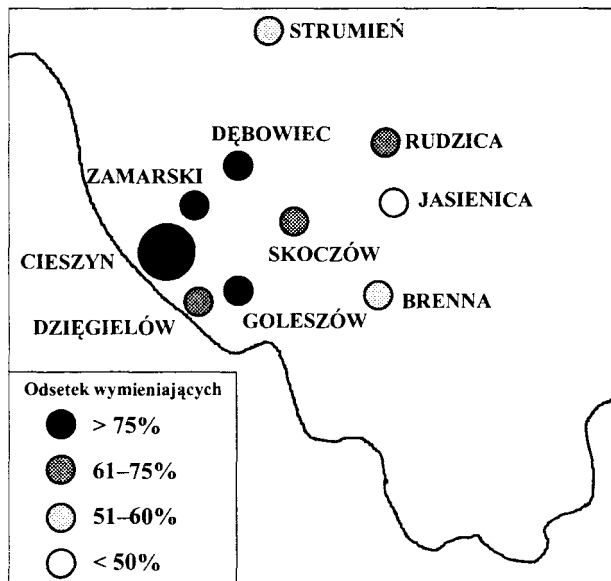 STRUMIEŃ
DĘBOWIEC
RUDZICA
ZAMARSKI
JASIENICA
SKOCZÓW
CIESZYN
BRENNA
DZIĘGIELÓW
GOLESZÓW
Odsetek wymieniających
> 75%
61–75%
51–60%
< 50%